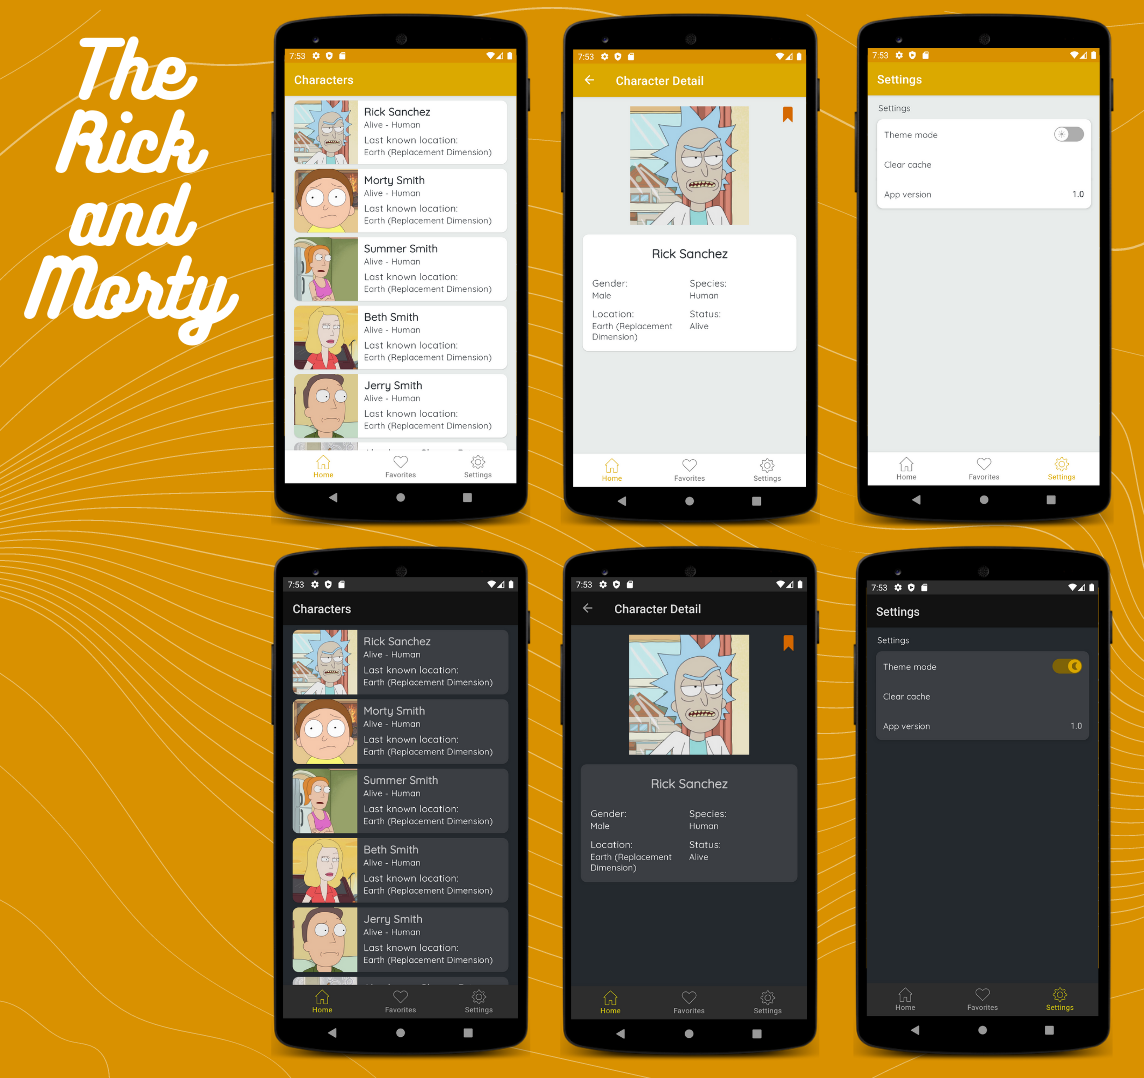 The
Rick
and
Morty
7:53
Characters
Rick Sanchez
Alive - Human
Last known location:
Earth (Replacement Dimension)
Morty Smith
Alive - Human
Last known location:
Earth (Replacement Dimension)
Summer Smith
Alive - Human
Last known location:
Earth (Replacement Dimension)
Beth Smith
Alive - Human
Last known location:
Earth (Replacement Dimension)
Jerry Smith
Alive - Human
Last known location:
Earth (Replacement Dimension)
Home Favorites Settings
7:53
Character Detail
Rick Sanchez
Gender: Species:
Male Human
Location: Status:
Earth (Replacement Alive
Dimension)
Home Favorites Settings
7:53
Settings
Settings
Theme mode
Clear cache
App version 1.0
Home Favorites Settings
7:53
Characters
Rick Sanchez
Alive - Human
Last known location:
Earth (Replacement Dimension)
Morty Smith
Alive - Human
Last known location:
Earth (Replacement Dimension)
Summer Smith
Alive - Human
Last known location:
Earth (Replacement Dimension)
Beth Smith
Alive - Human
Last known location:
Earth (Replacement Dimension)
Jerry Smith
Alive - Human
Last known location:
Earth (Replacement Dimension)
Home Favorites Settings
7:53
Character Detail
Rick Sanchez
Gender: Species:
Male Human
Location: Status:
Earth (Replacement Alive
Dimension)
Home Favorites Settings
7:53
Settings
Settings
Theme mode
Clear cache
App version 1.0
Home Favorites Settings